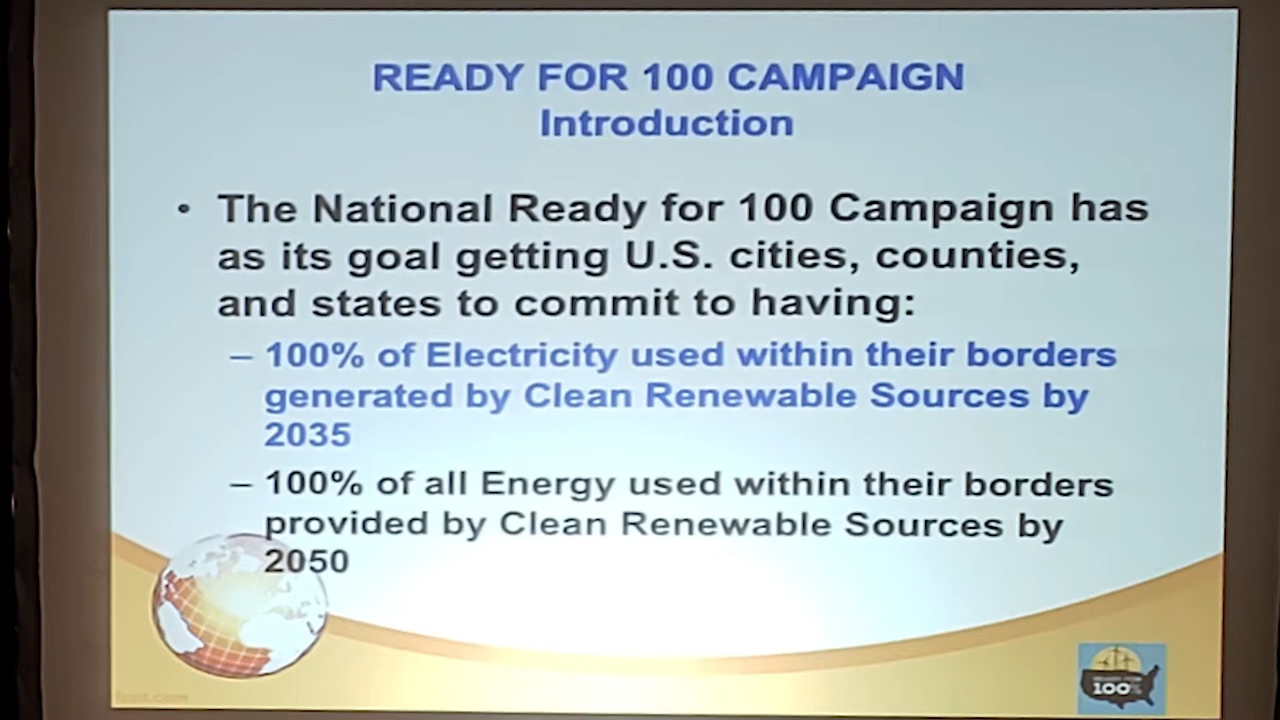 READY FOR 100 CAMPAIGN
Introduction
• The National Ready for 100 Campaign has
as its goal getting U.S. cities, counties,
and states to commit to having:
– 100% of Electricity used within their borders
generated by Clean Renewable Sources by
2035
– 100% of all Energy used within their borders
provided by Clean Renewable Sources by
2050
READY FOR
100%